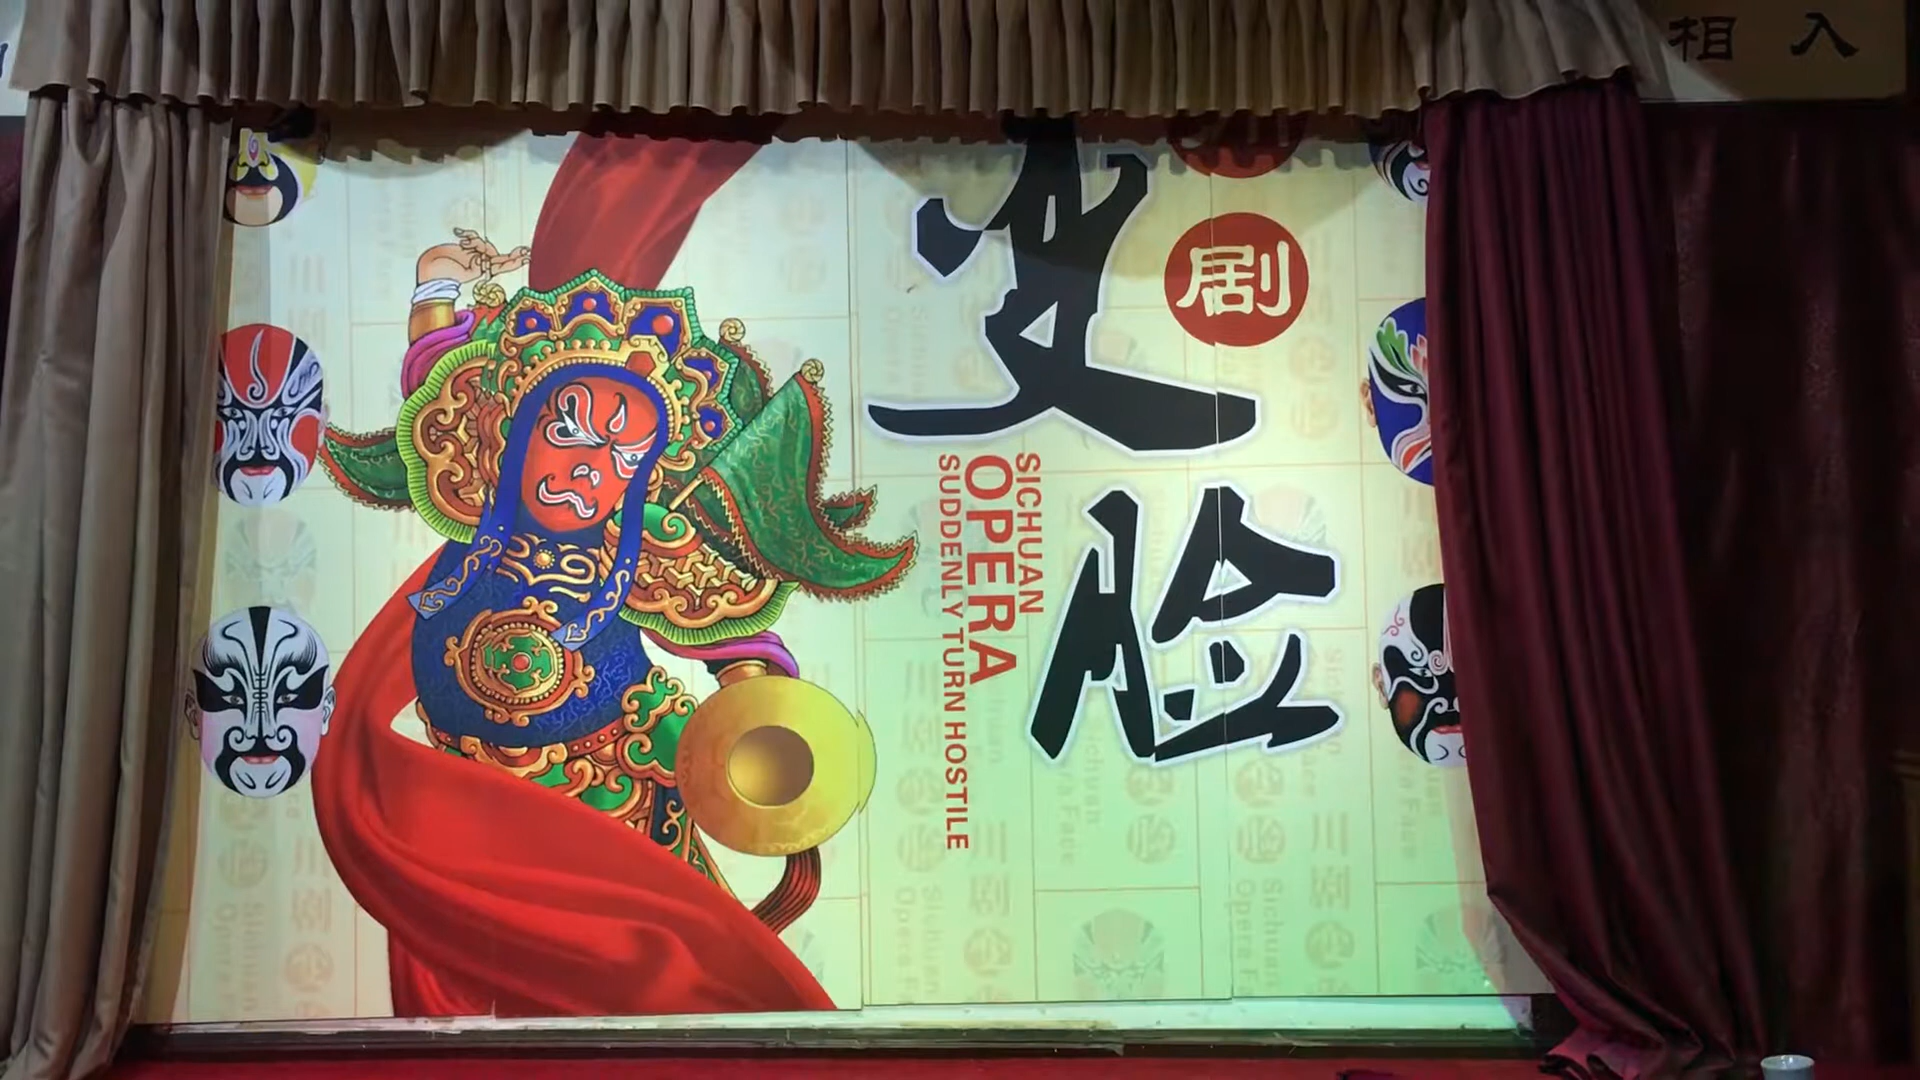 入相
剧
变脸
SICHUAN
OPERA
SUDDENLY TURN HOSTILE